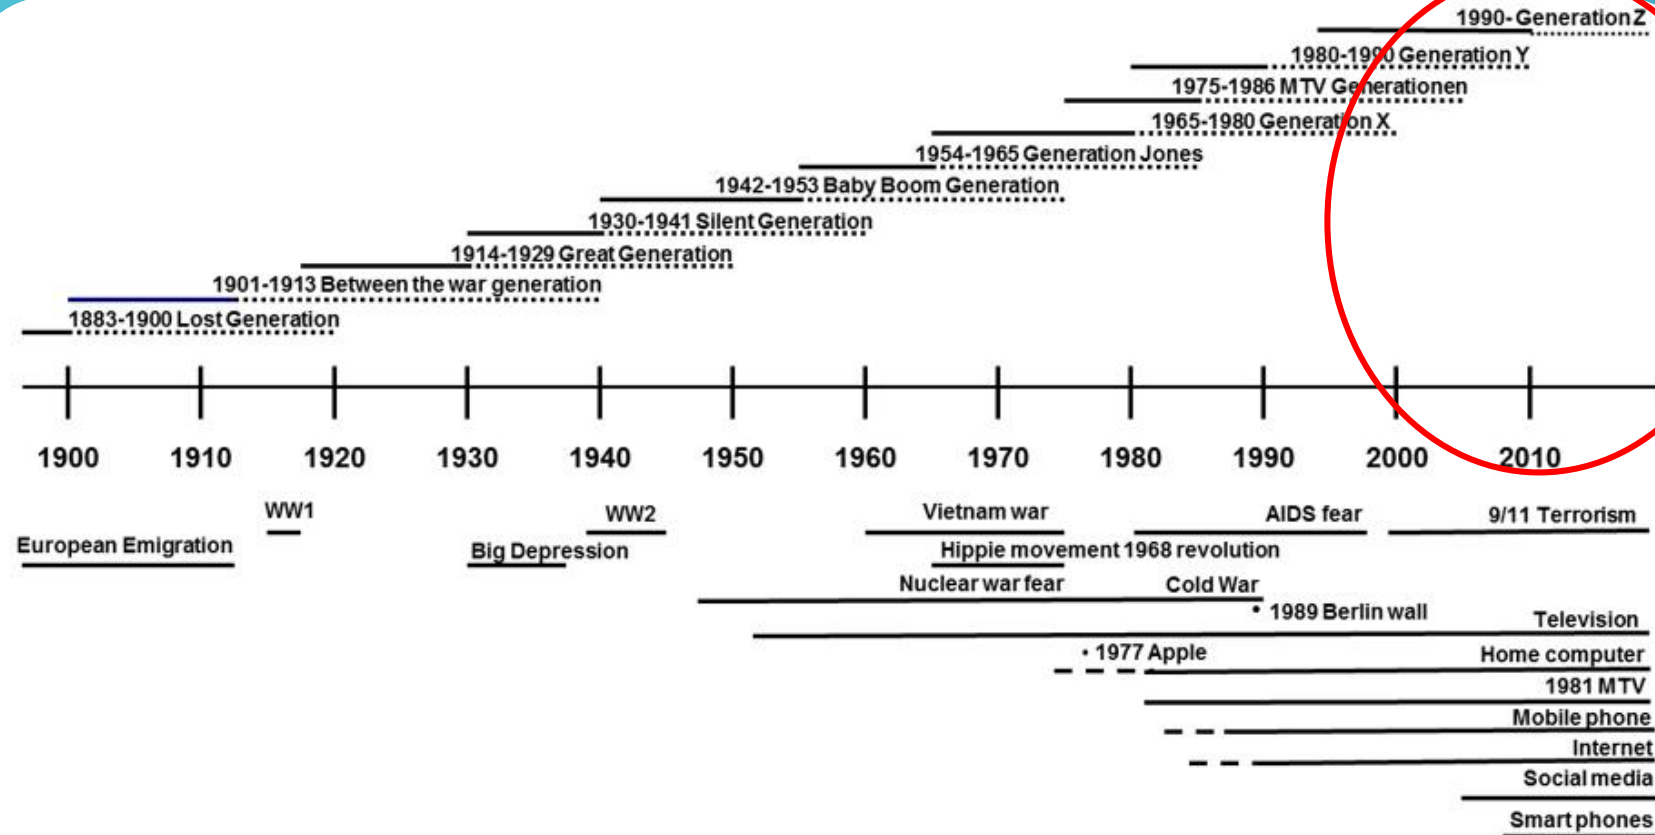 1990- Generation Z
1980-1990 Generation Y
1975-1986 MTV Generationen
1965-1980 Generation X
1954-1965 Generation Jones
1942-1953 Baby Boom Generation
1930-1941 Silent Generation
1914-1929 Great Generation
1901-1913 Between the war generation
1883-1900 Lost Generation
1900 1910 1920 1930 1940 1950 1960 1970 1980 1990 2000 2010
WW1 WW2 Vietnam war AIDS fear 9/11 Terrorism
European Emigration Big Depression Hippie movement 1968 revolution
Nuclear war fear Cold War
• 1989 Berlin wall
Television
• 1977 Apple Home computer
1981 MTV
Mobile phone
Internet
Social media
Smart phones